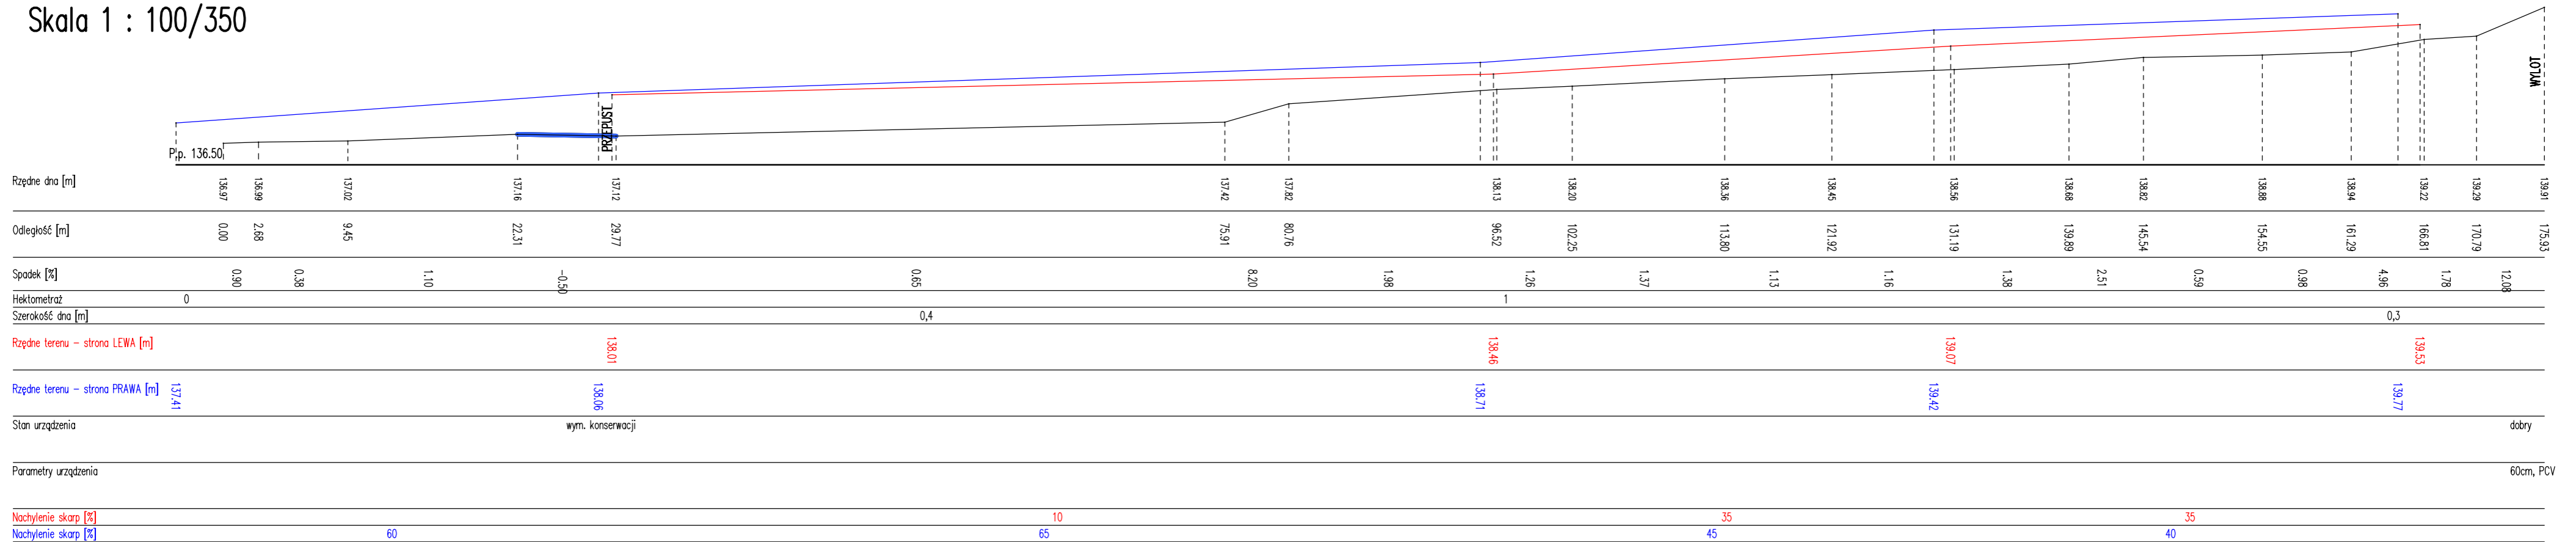 Skala 1 : 100/350
PRZEPUST
WYLOT
P.p. 136.50
Rzędne dna [m] 136.97 136.99 137.02 137.16 137.12 137.42 137.82 138.13 138.20 138.36 138.45 138.56 138.68 138.82 138.88 138.94 139.22 139.29 139.91
Odległość [m] 0.00 2.68 9.45 22.31 29.77 75.91 80.76 96.52 102.25 113.80 121.92 131.19 139.89 145.54 154.55 161.29 166.81 170.79 175.93
Spadek [%] 0.90 0.38 1.10 -0.50 0.65 8.20 1.98 1.26 1.37 1.13 1.16 1.38 2.51 0.59 0.98 4.96 1.78 12.08
Hektometraż 0 1
Szerokość dna [m] 0,4 0,3
Rzędne terenu - strona LEWA [m] 138.01 138.46 139.07 139.53
Rzędne terenu - strona PRAWA [m] 137.41 138.06 138.71 139.42 139.77
Stan urządzenia wym. konserwacji dobry
Parametry urządzenia 60cm, PCV
Nachylenie skarp [%] 10 35 35
Nachylenie skarp [%] 60 65 45 40